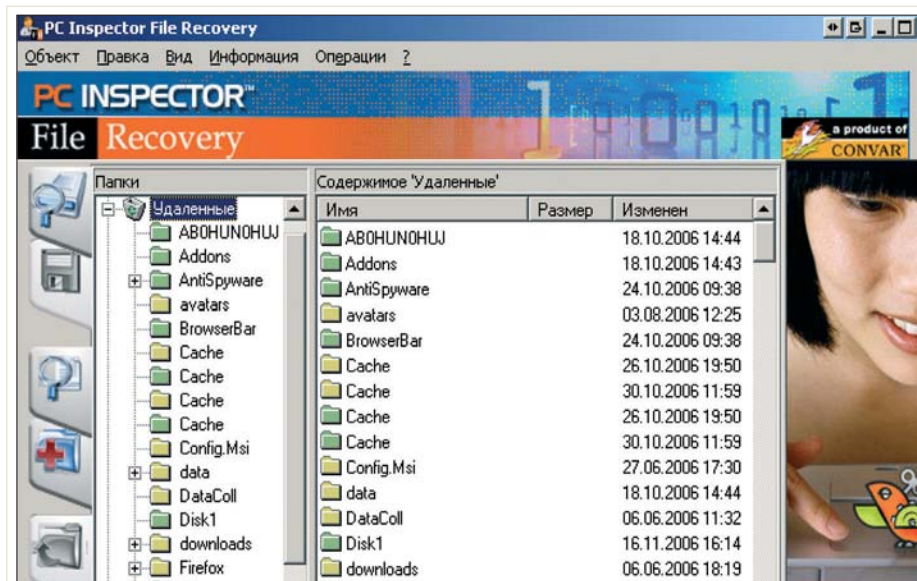 PC Inspector File Recovery
Объект Правка Вид Информация Операции ?
PC INSPECTOR™
File Recovery
a product of
CONVAR
Папки
Удаленные
AB0HUN0HUJ
Addons
AntiSpyware
avatars
BrowserBar
Cache
Cache
Cache
Cache
Config.Msi
data
DataColl
Disk1
downloads
Firefox
Содержимое 'Удаленные'
Имя Размер Изменен
AB0HUN0HUJ 18.10.2006 14:44
Addons 18.10.2006 14:43
AntiSpyware 24.10.2006 09:38
avatars 03.08.2006 12:25
BrowserBar 24.10.2006 09:38
Cache 26.10.2006 19:50
Cache 30.10.2006 11:59
Cache 26.10.2006 19:50
Cache 30.10.2006 11:59
Config.Msi 27.06.2006 17:30
data 18.10.2006 14:44
DataColl 06.06.2006 11:32
Disk1 16.11.2006 16:14
downloads 06.06.2006 18:19